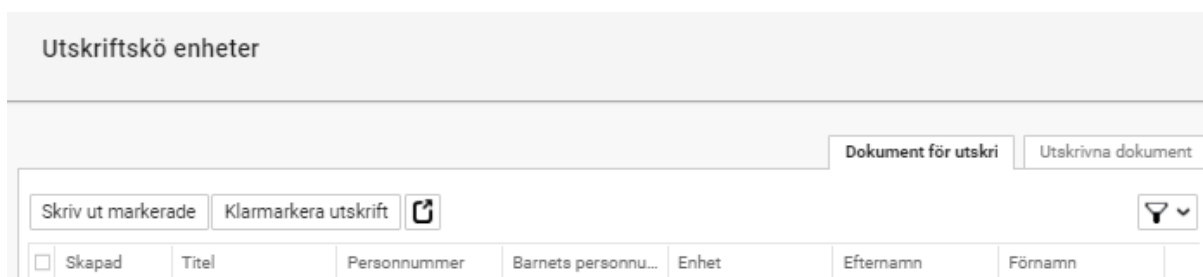 Utskriftskö enheter
Dokument för utskri Utskrivna dokument
Skriv ut markerade Klarmarkera utskrift
Skapad Titel Personnummer Barnets personnu... Enhet Efternamn Förnamn